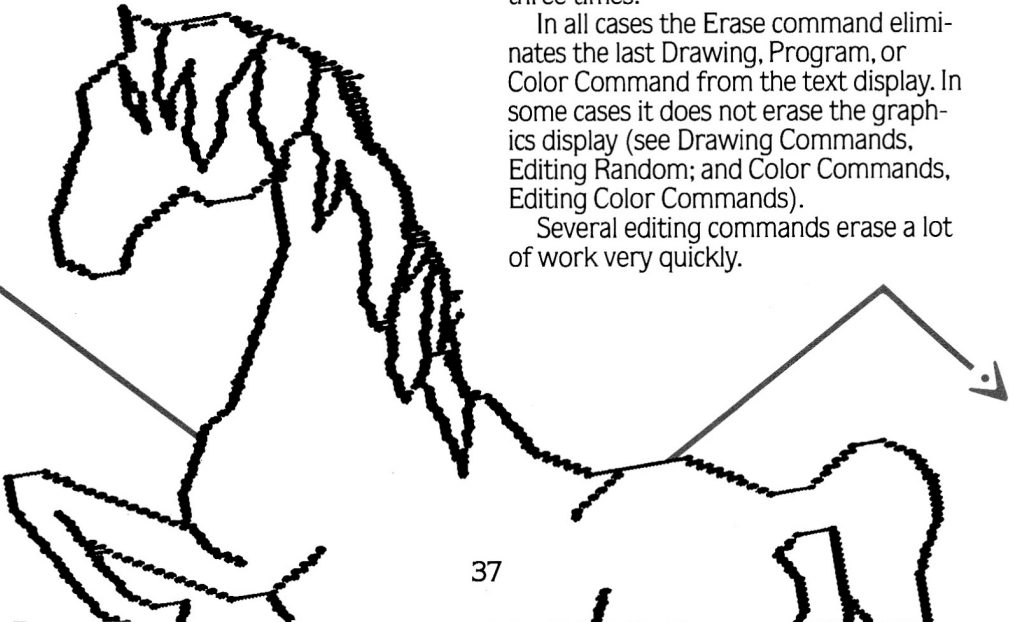 three times.
In all cases the Erase command elimi-
nates the last Drawing, Program, or
Color Command from the text display. In
some cases it does not erase the graph-
ics display (see Drawing Commands,
Editing Random; and Color Commands,
Editing Color Commands).
Several editing commands erase a lot
of work very quickly.
37